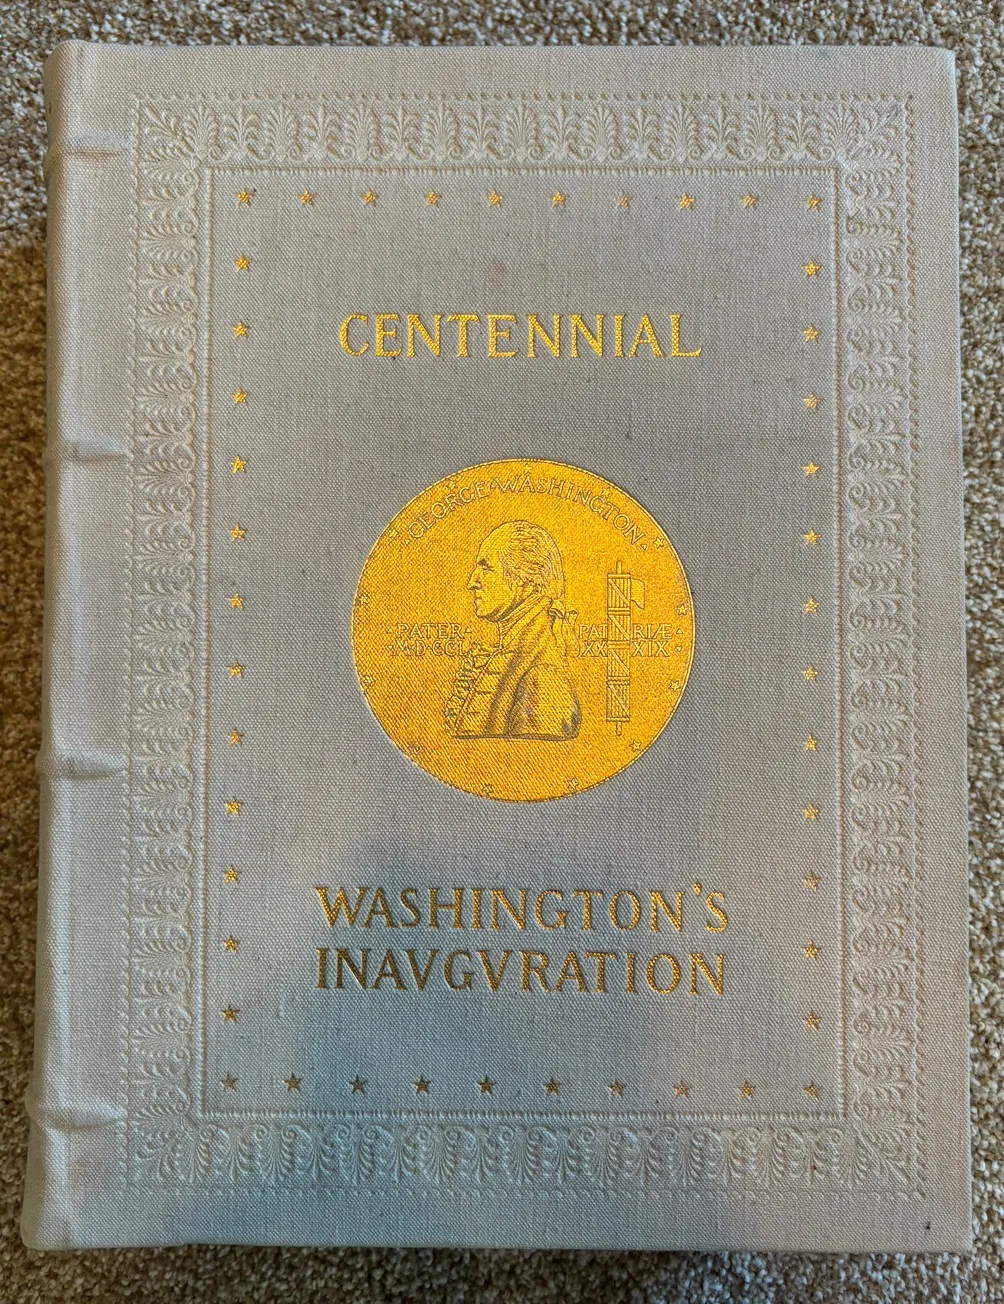 CENTENNIAL
·GEORGE·WASHINGTON·
·PATER· PATRIÆ·
·M·D·CCL XXXIX·
WASHINGTON'S
INAVGVRATION